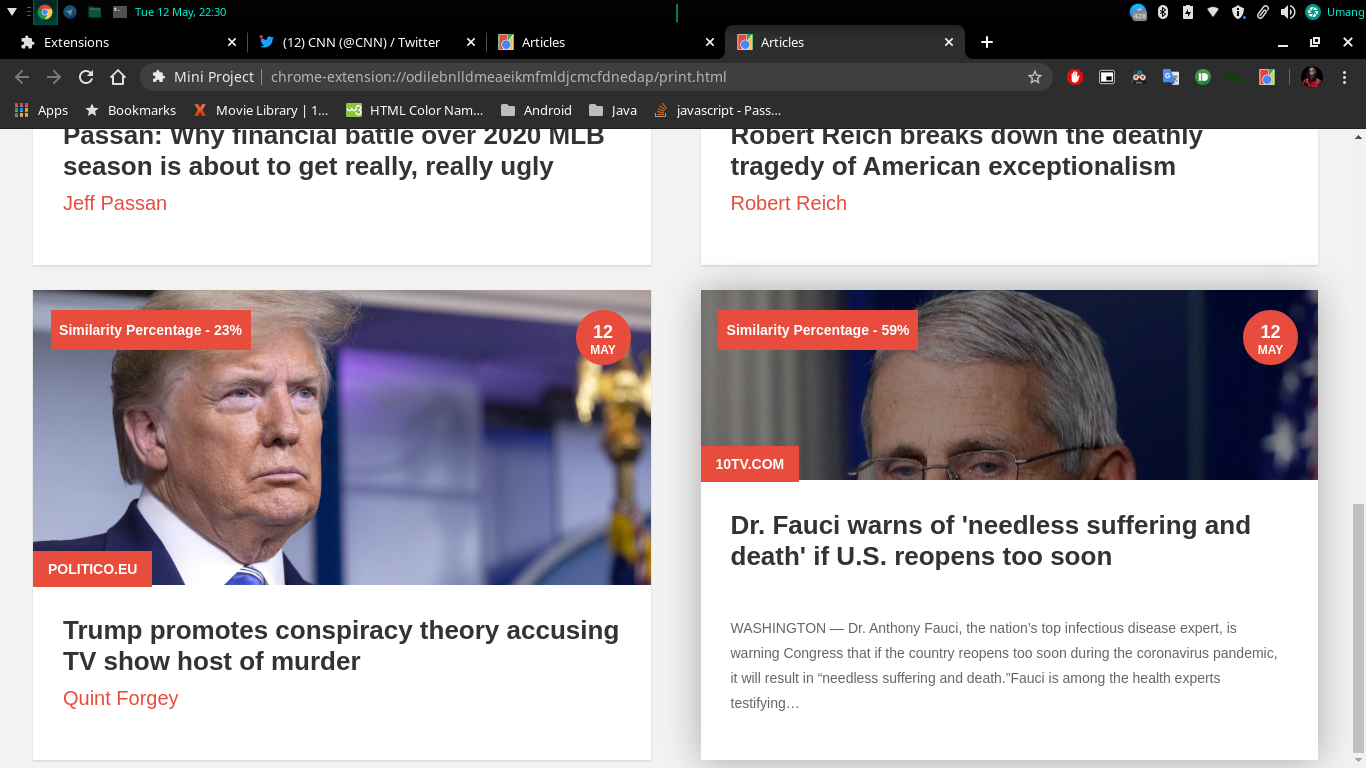 Tue 12 May, 22:30
428
Umang
Extensions
(12) CNN (@CNN) / Twitter
Articles
Articles
Mini Project
chrome-extension://odilebnlldmeaeikmfmldjcmcfdnedap/print.html
Apps
Bookmarks
Movie Library | 1...
HTML Color Nam...
Android
Java
javascript - Pass...
Passan: Why financial battle over 2020 MLB
season is about to get really, really ugly
Jeff Passan
Robert Reich breaks down the deathly
tragedy of American exceptionalism
Robert Reich
Similarity Percentage - 23%
12
MAY
POLITICO.EU
Trump promotes conspiracy theory accusing
TV show host of murder
Quint Forgey
Similarity Percentage - 59%
12
MAY
10TV.COM
Dr. Fauci warns of 'needless suffering and
death' if U.S. reopens too soon
WASHINGTON — Dr. Anthony Fauci, the nation’s top infectious disease expert, is
warning Congress that if the country reopens too soon during the coronavirus pandemic,
it will result in “needless suffering and death.”Fauci is among the health experts
testifying…